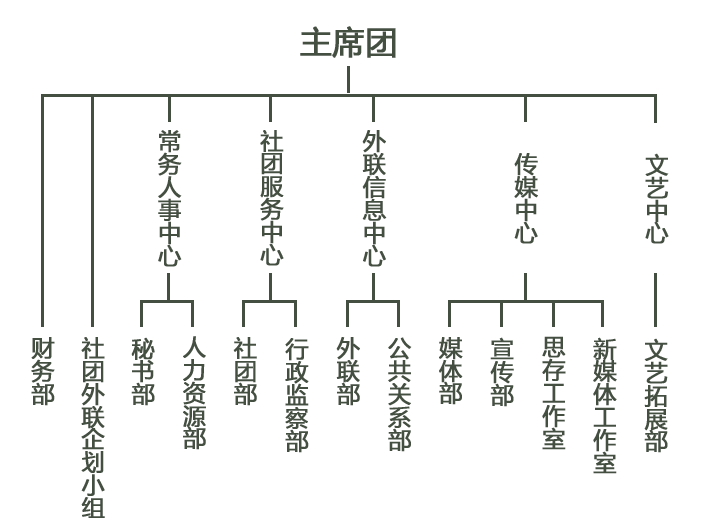 主席团
常务人事中心
社团服务中心
外联信息中心
传媒中心
文艺中心
财务部
社团外联企划小组
秘书部
人力资源部
社团部
行政监察部
外联部
公共关系部
媒体部
宣传部
思存工作室
新媒体工作室
文艺拓展部